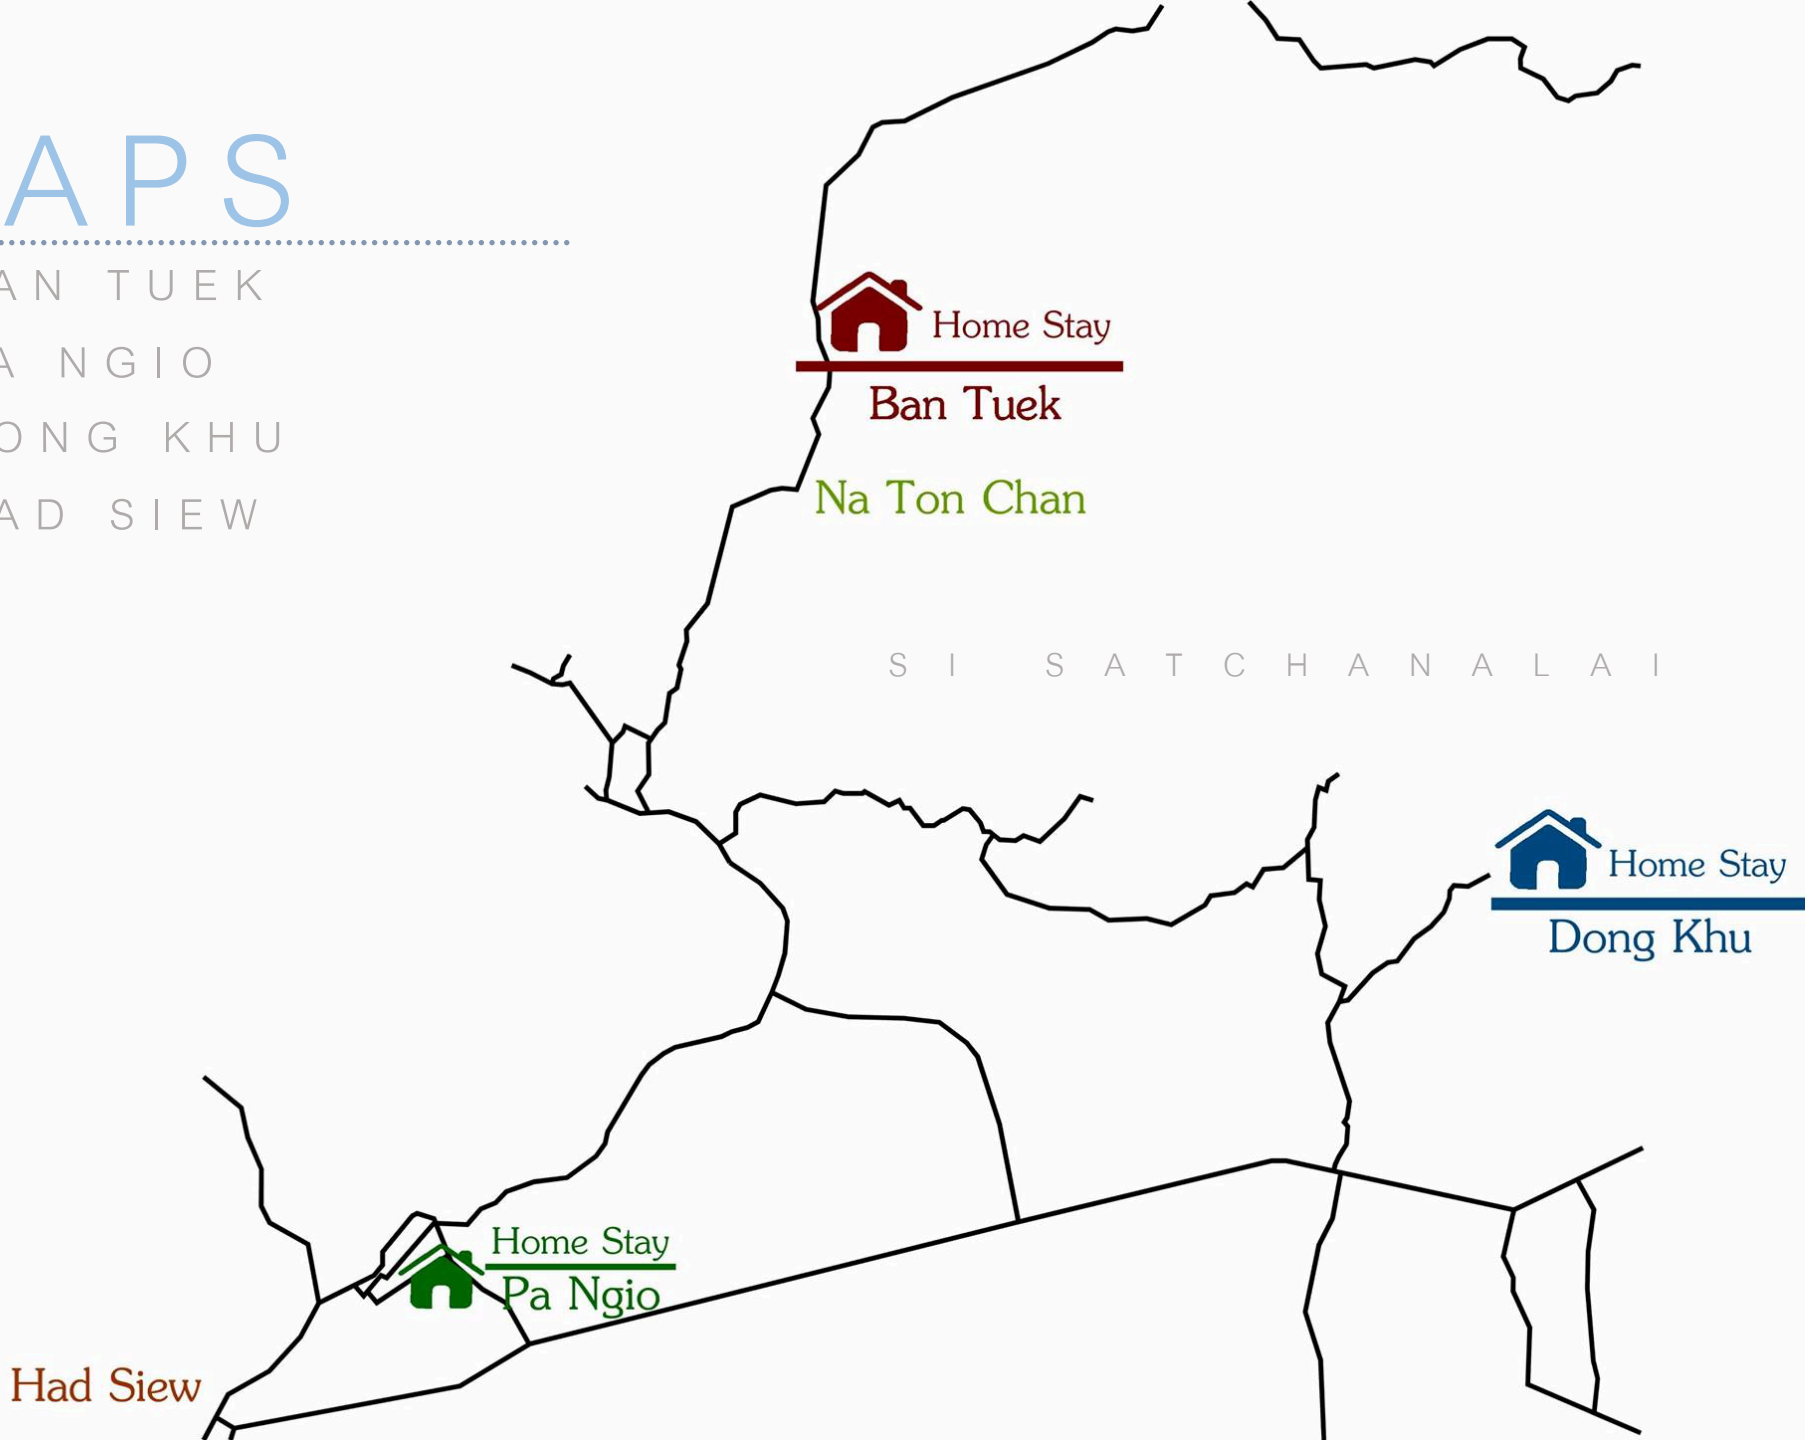 APS
AN TUEK
A NGIO
ONG KHU
AD SIEW
Home Stay
Ban Tuek
Na Ton Chan
SI SATCHANALAI
Home Stay
Dong Khu
Home Stay
Pa Ngio
Had Siew